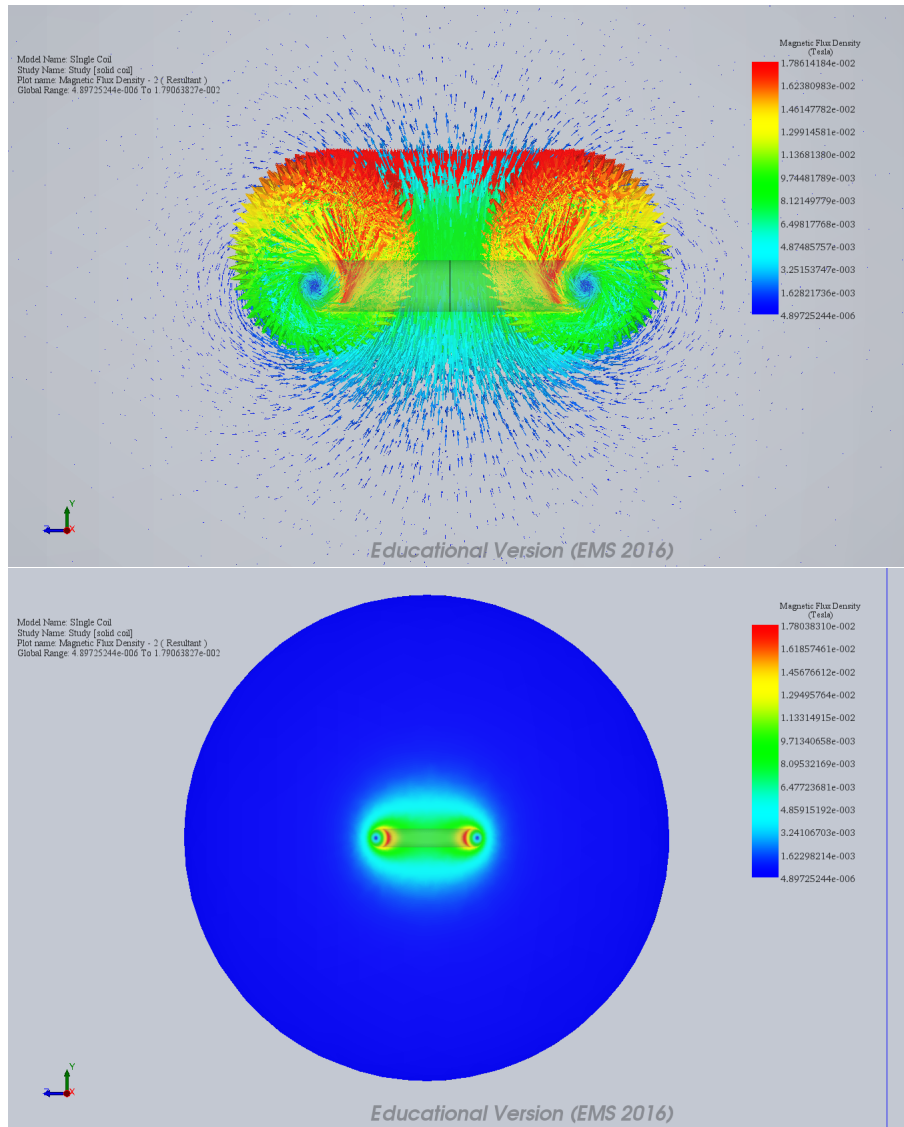 Model Name: SIngle Coil
Study Name: Study [solid coil]
Plot name: Magnetic Flux Density - 2 ( Resultant )
Global Range: 4.89725244e-006 To 1.79063827e-002
Magnetic Flux Density
(Tesla)
1.78614184e-002
1.62380983e-002
1.46147782e-002
1.29914581e-002
1.13681380e-002
9.74481789e-003
8.12149779e-003
6.49817768e-003
4.87485757e-003
3.25153747e-003
1.62821736e-003
4.89725244e-006
Y
Z
X
Educational Version (EMS 2016)
Model Name: SIngle Coil
Study Name: Study [solid coil]
Plot name: Magnetic Flux Density - 2 ( Resultant )
Global Range: 4.89725244e-006 To 1.79063827e-002
Magnetic Flux Density
(Tesla)
1.78038310e-002
1.61857461e-002
1.45676612e-002
1.29495764e-002
1.13314915e-002
9.71340658e-003
8.09532169e-003
6.47723681e-003
4.85915192e-003
3.24106703e-003
1.62298214e-003
4.89725244e-006
Y
Z
X
Educational Version (EMS 2016)